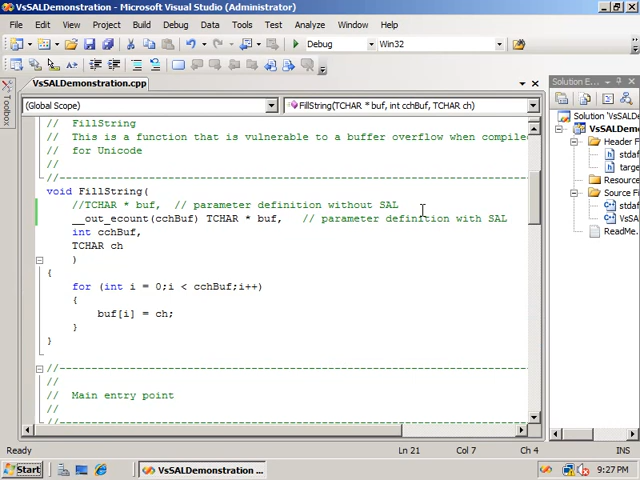 VsSALDemonstration - Microsoft Visual Studio (Administrator)
File Edit View Project Build Debug Data Tools Test Analyze Window Help
Debug Win32
Toolbox
VsSALDemonstration.cpp
(Global Scope) FillString(TCHAR * buf, int cchBuf, TCHAR ch)
// FillString
// This is a function that is vulnerable to a buffer overflow when compile
// for Unicode
//
//--------------------------------------------------------------
void FillString(
//TCHAR * buf, // parameter definition without SAL
__out_ecount(cchBuf) TCHAR * buf, // parameter definition with SAL
int cchBuf,
TCHAR ch
)
{
for (int i = 0;i < cchBuf;i++)
{
buf[i] = ch;
}
}
//--------------------------------------------------------------
//
// Main entry point
//
//--------------------------------------------------------------
Solution E...
Solution 'VsSAL
VsSALDemo
Header F
stdaf
targe
Resource
Source Fi
stdaf
VsSA
ReadMe.
Ready Ln 21 Col 7 Ch 4 INS
Start VsSALDemonstration ... 9:27 PM